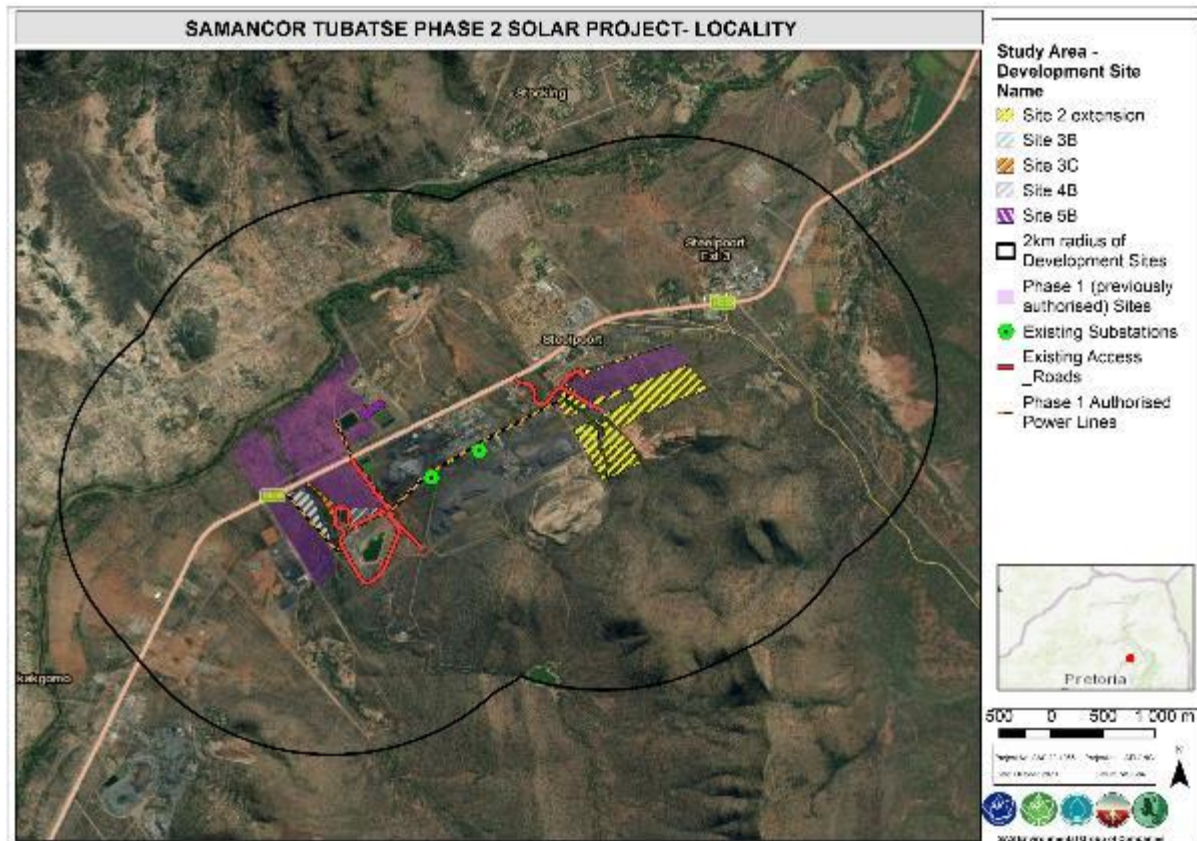 SAMANCOR TUBATSE PHASE 2 SOLAR PROJECT- LOCALITY
Steelpoort
Ext 3
Steelpoort
Study Area -
Development Site
Name
Site 2 extension
Site 3B
Site 3C
Site 4B
Site 5B
2km radius of
Development Sites
Phase 1 (previously
authorised) Sites
Existing Substations
Existing Access
_Roads
Phase 1 Authorised
Power Lines
Pretoria
500 0 500 1 000 m
N